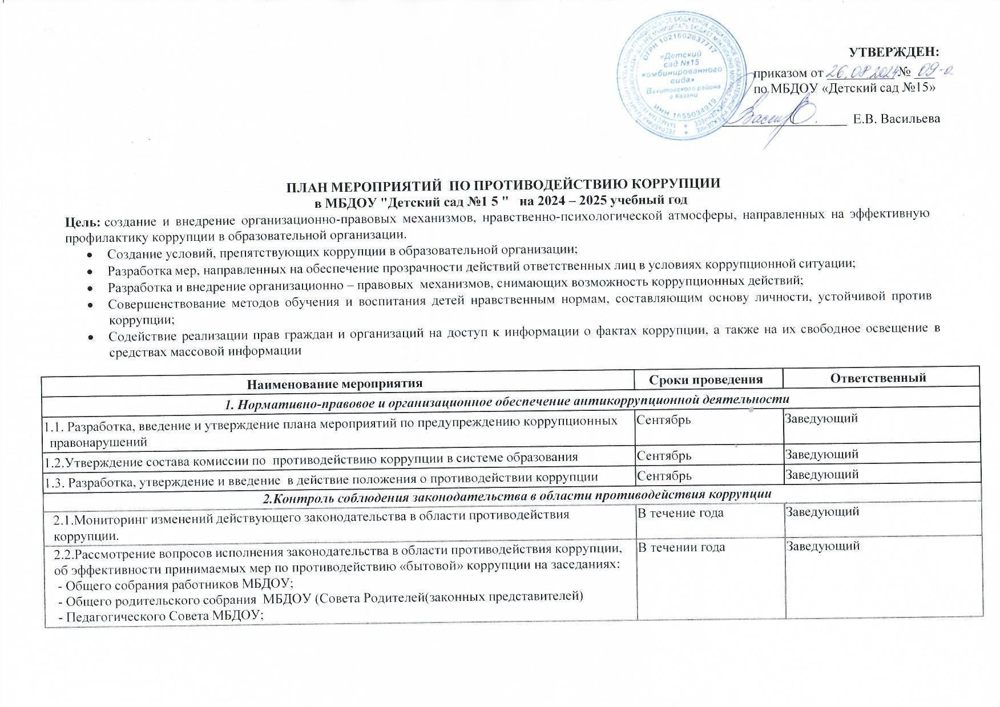 УТВЕРЖДЕН:
приказом от 26.08.2024 № 09-о
по МБДОУ «Детский сад №15»
Е.В. Васильева
ОГРН 1021602837717
«Детский
сад №15
комбинированного
вида»
Вахитовского района
г.Казани
ИНН 1655034919
ПЛАН МЕРОПРИЯТИЙ ПО ПРОТИВОДЕЙСТВИЮ КОРРУПЦИИ
в МБДОУ "Детский сад №1 5 " на 2024 – 2025 учебный год
Цель: создание и внедрение организационно-правовых механизмов, нравственно-психологической атмосферы, направленных на эффективную
профилактику коррупции в образовательной организации.
• Создание условий, препятствующих коррупции в образовательной организации;
• Разработка мер, направленных на обеспечение прозрачности действий ответственных лиц в условиях коррупционной ситуации;
• Разработка и внедрение организационно – правовых механизмов, снимающих возможность коррупционных действий;
• Совершенствование методов обучения и воспитания детей нравственным нормам, составляющим основу личности, устойчивой против
коррупции;
• Содействие реализации прав граждан и организаций на доступ к информации о фактах коррупции, а также на их свободное освещение в
средствах массовой информации
Наименование мероприятия Сроки проведения Ответственный
1. Нормативно-правовое и организационное обеспечение антикоррупционной деятельности
1.1. Разработка, введение и утверждение плана мероприятий по предупреждению коррупционных Сентябрь Заведующий
правонарушений
1.2.Утверждение состава комиссии по противодействию коррупции в системе образования Сентябрь Заведующий
1.3. Разработка, утверждение и введение в действие положения о противодействии коррупции Сентябрь Заведующий
2.Контроль соблюдения законодательства в области противодействия коррупции
2.1.Мониторинг изменений действующего законодательства в области противодействия В течение года Заведующий
коррупции.
2.2.Рассмотрение вопросов исполнения законодательства в области противодействия коррупции, В течении года Заведующий
об эффективности принимаемых мер по противодействию «бытовой» коррупции на заседаниях:
- Общего собрания работников МБДОУ;
- Общего родительского собрания МБДОУ (Совета Родителей(законных представителей)
- Педагогического Совета МБДОУ;